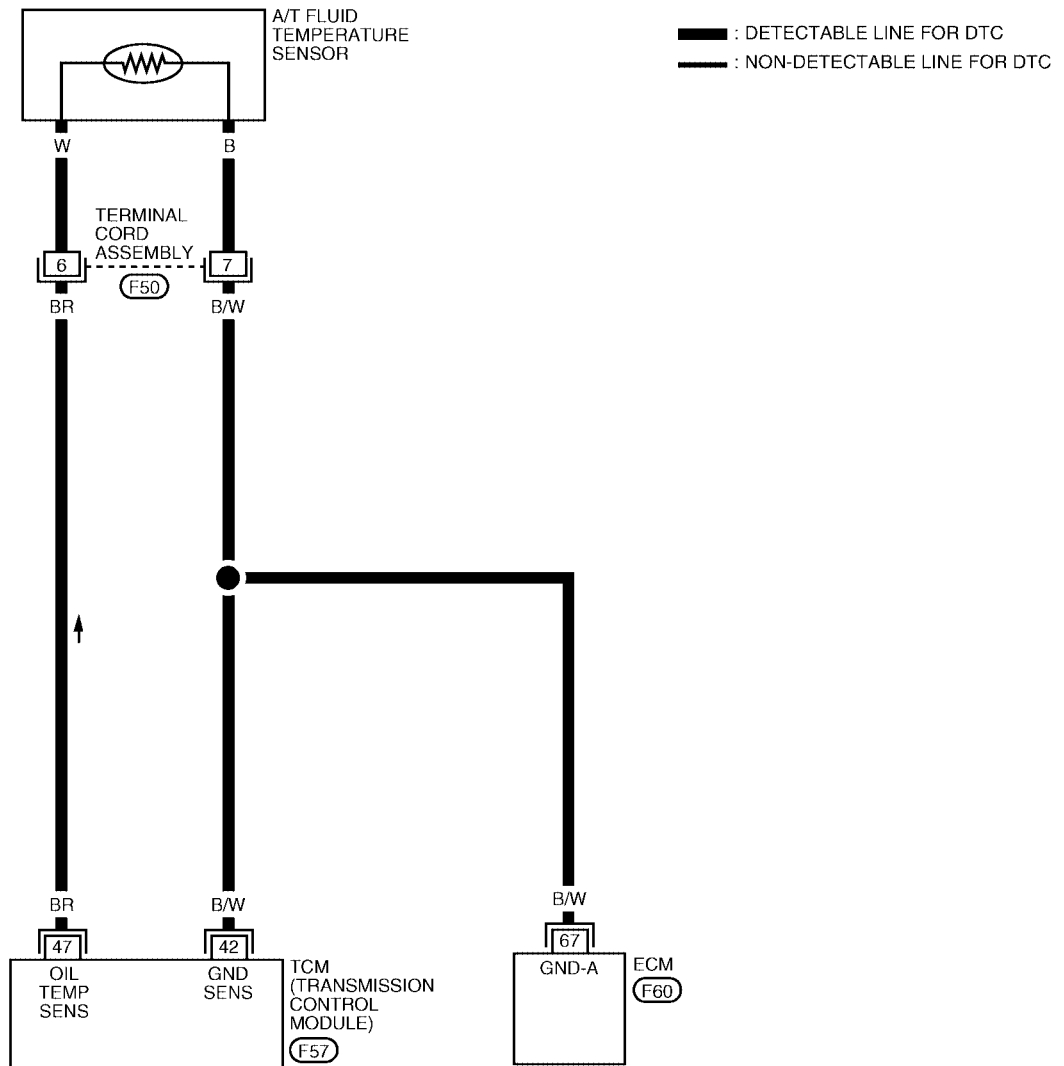 A/T FLUID
TEMPERATURE
SENSOR
: DETECTABLE LINE FOR DTC
: NON-DETECTABLE LINE FOR DTC
W
B
TERMINAL
CORD
ASSEMBLY
6
7
F50
BR
B/W
BR
B/W
B/W
47
42
67
OIL
TEMP
SENS
GND
SENS
TCM
(TRANSMISSION
CONTROL
MODULE)
F57
GND-A
ECM
F60